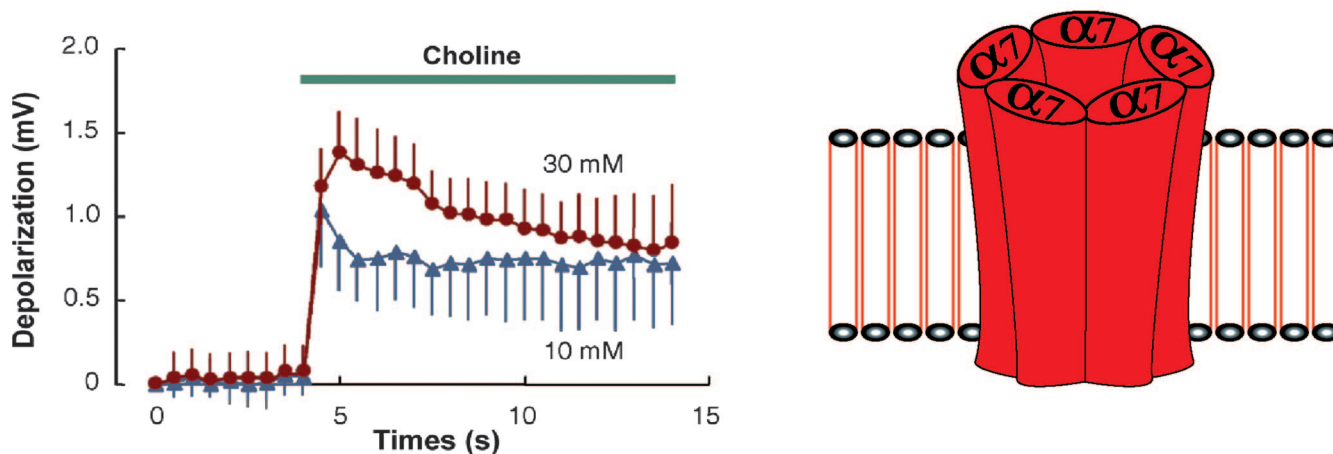 Choline
Depolarization (mV)
2.0
1.5
1.0
0.5
0
30 mM
10 mM
0
5
10
15
Times (s)
α7
α7
α7
α7
α7